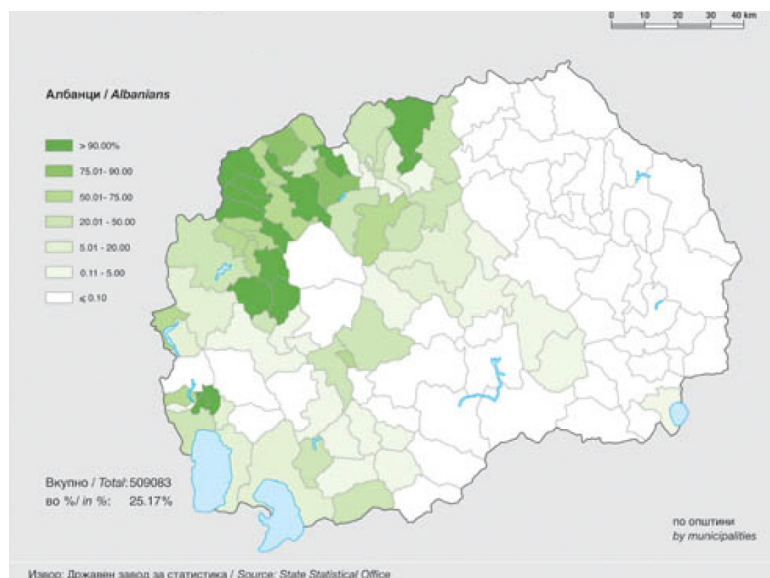 0 10 20 30 40 km
Албанци / Albanians
> 90.00%
75.01- 90.00
50.01- 75.00
20.01 - 50.00
5.01 - 20.00
0.11 - 5.00
⩽ 0.10
Вкупно / Total: 509083
во %/ in %: 25.17%
по општини
by municipalities
Извор: Државен завод за статистика / Source: State Statistical Office